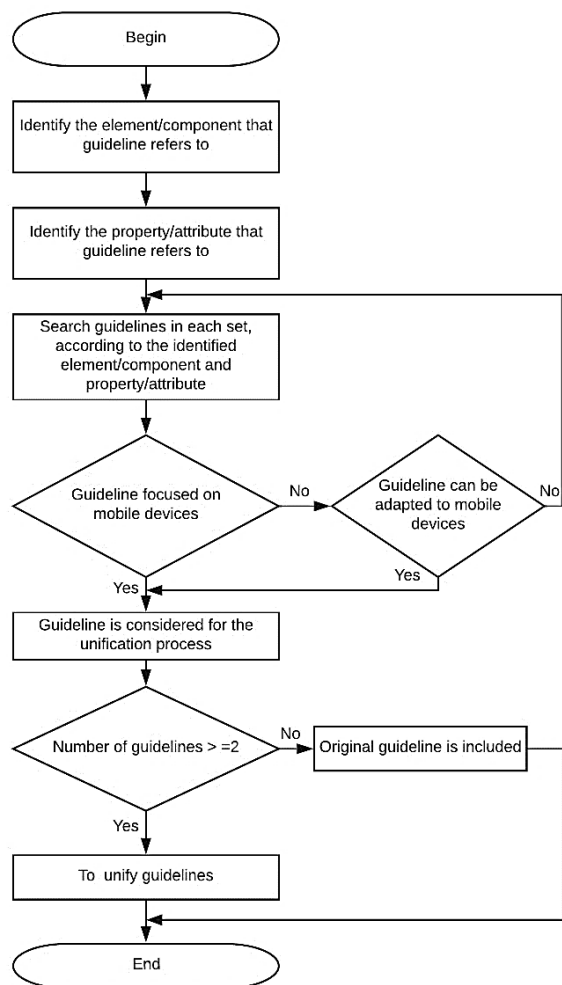 Begin
Identify the element/component that
guideline refers to
Identify the property/attribute that
guideline refers to
Search guidelines in each set,
according to the identified
element/component and
property/attribute
Guideline focused on
mobile devices
No
Guideline can be
adapted to mobile
devices
No
Yes
Yes
Guideline is considered for the
unification process
Number of guidelines > =2
No
Original guideline is included
Yes
To unify guidelines
End